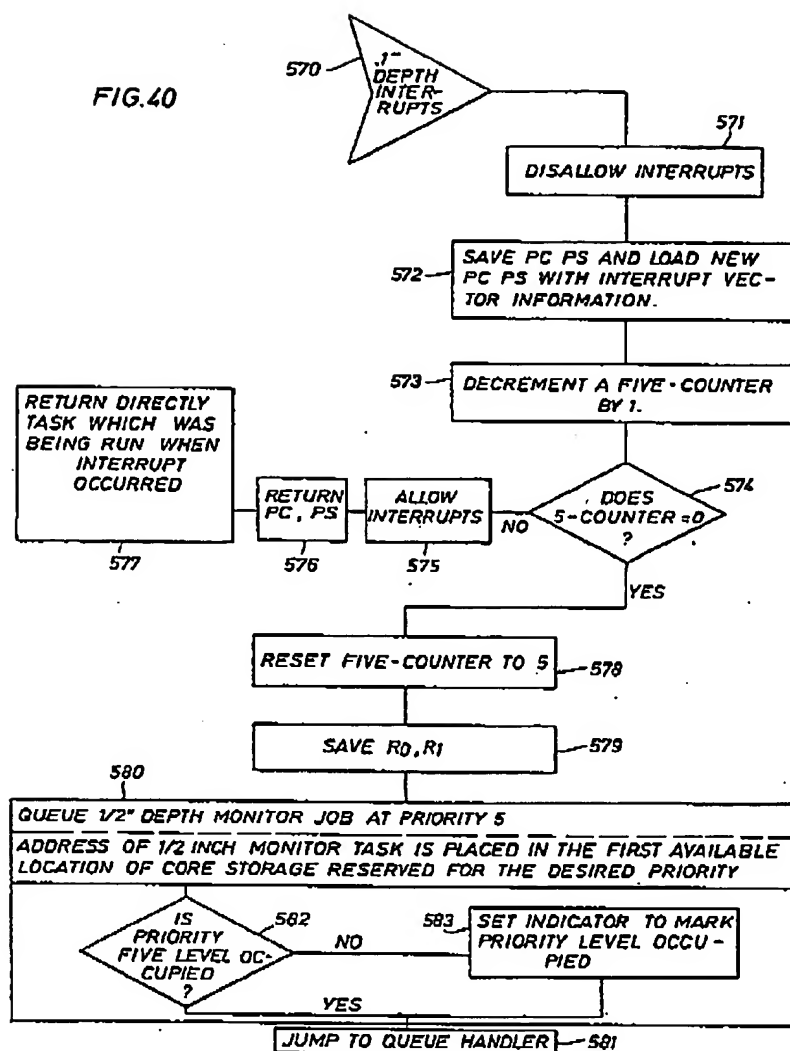 FIG.40
570
.1"
DEPTH
INTER-
RUPTS
571
DISALLOW INTERRUPTS
572
SAVE PC PS AND LOAD NEW
PC PS WITH INTERRUPT VEC-
TOR INFORMATION.
573
DECREMENT A FIVE-COUNTER
BY 1.
574
DOES
5-COUNTER=0
?
NO
YES
ALLOW
INTERRUPTS
575
RETURN
PC, PS
576
RETURN DIRECTLY
TASK WHICH WAS
BEING RUN WHEN
INTERRUPT
OCCURRED
577
RESET FIVE-COUNTER TO 5
578
SAVE R0,R1
579
580
QUEUE 1/2" DEPTH MONITOR JOB AT PRIORITY 5
ADDRESS OF 1/2 INCH MONITOR TASK IS PLACED IN THE FIRST AVAILABLE
LOCATION OF CORE STORAGE RESERVED FOR THE DESIRED PRIORITY
582
IS
PRIORITY
FIVE LEVEL OC-
CUPIED
?
NO
YES
583
SET INDICATOR TO MARK
PRIORITY LEVEL OCCU-
PIED
JUMP TO QUEUE HANDLER
581